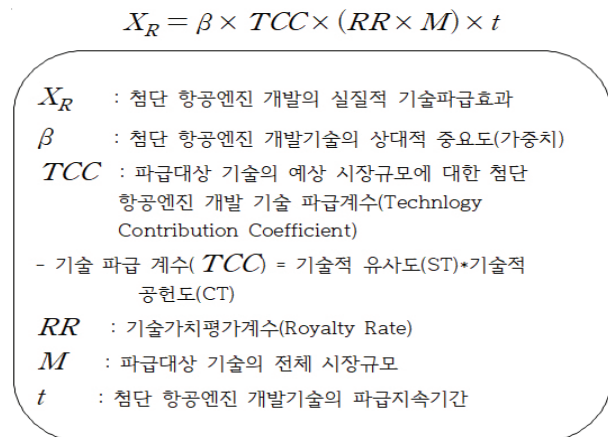 X_R = β × TCC × (RR × M) × t
X_R : 첨단 항공엔진 개발의 실질적 기술파급효과
β : 첨단 항공엔진 개발기술의 상대적 중요도(가중치)
TCC : 파급대상 기술의 예상 시장규모에 대한 첨단
항공엔진 개발 기술 파급계수(Technlogy
Contribution Coefficient)
- 기술 파급 계수( TCC) = 기술적 유사도(ST)*기술적
공헌도(CT)
RR : 기술가치평가계수(Royalty Rate)
M : 파급대상 기술의 전체 시장규모
t : 첨단 항공엔진 개발기술의 파급지속기간